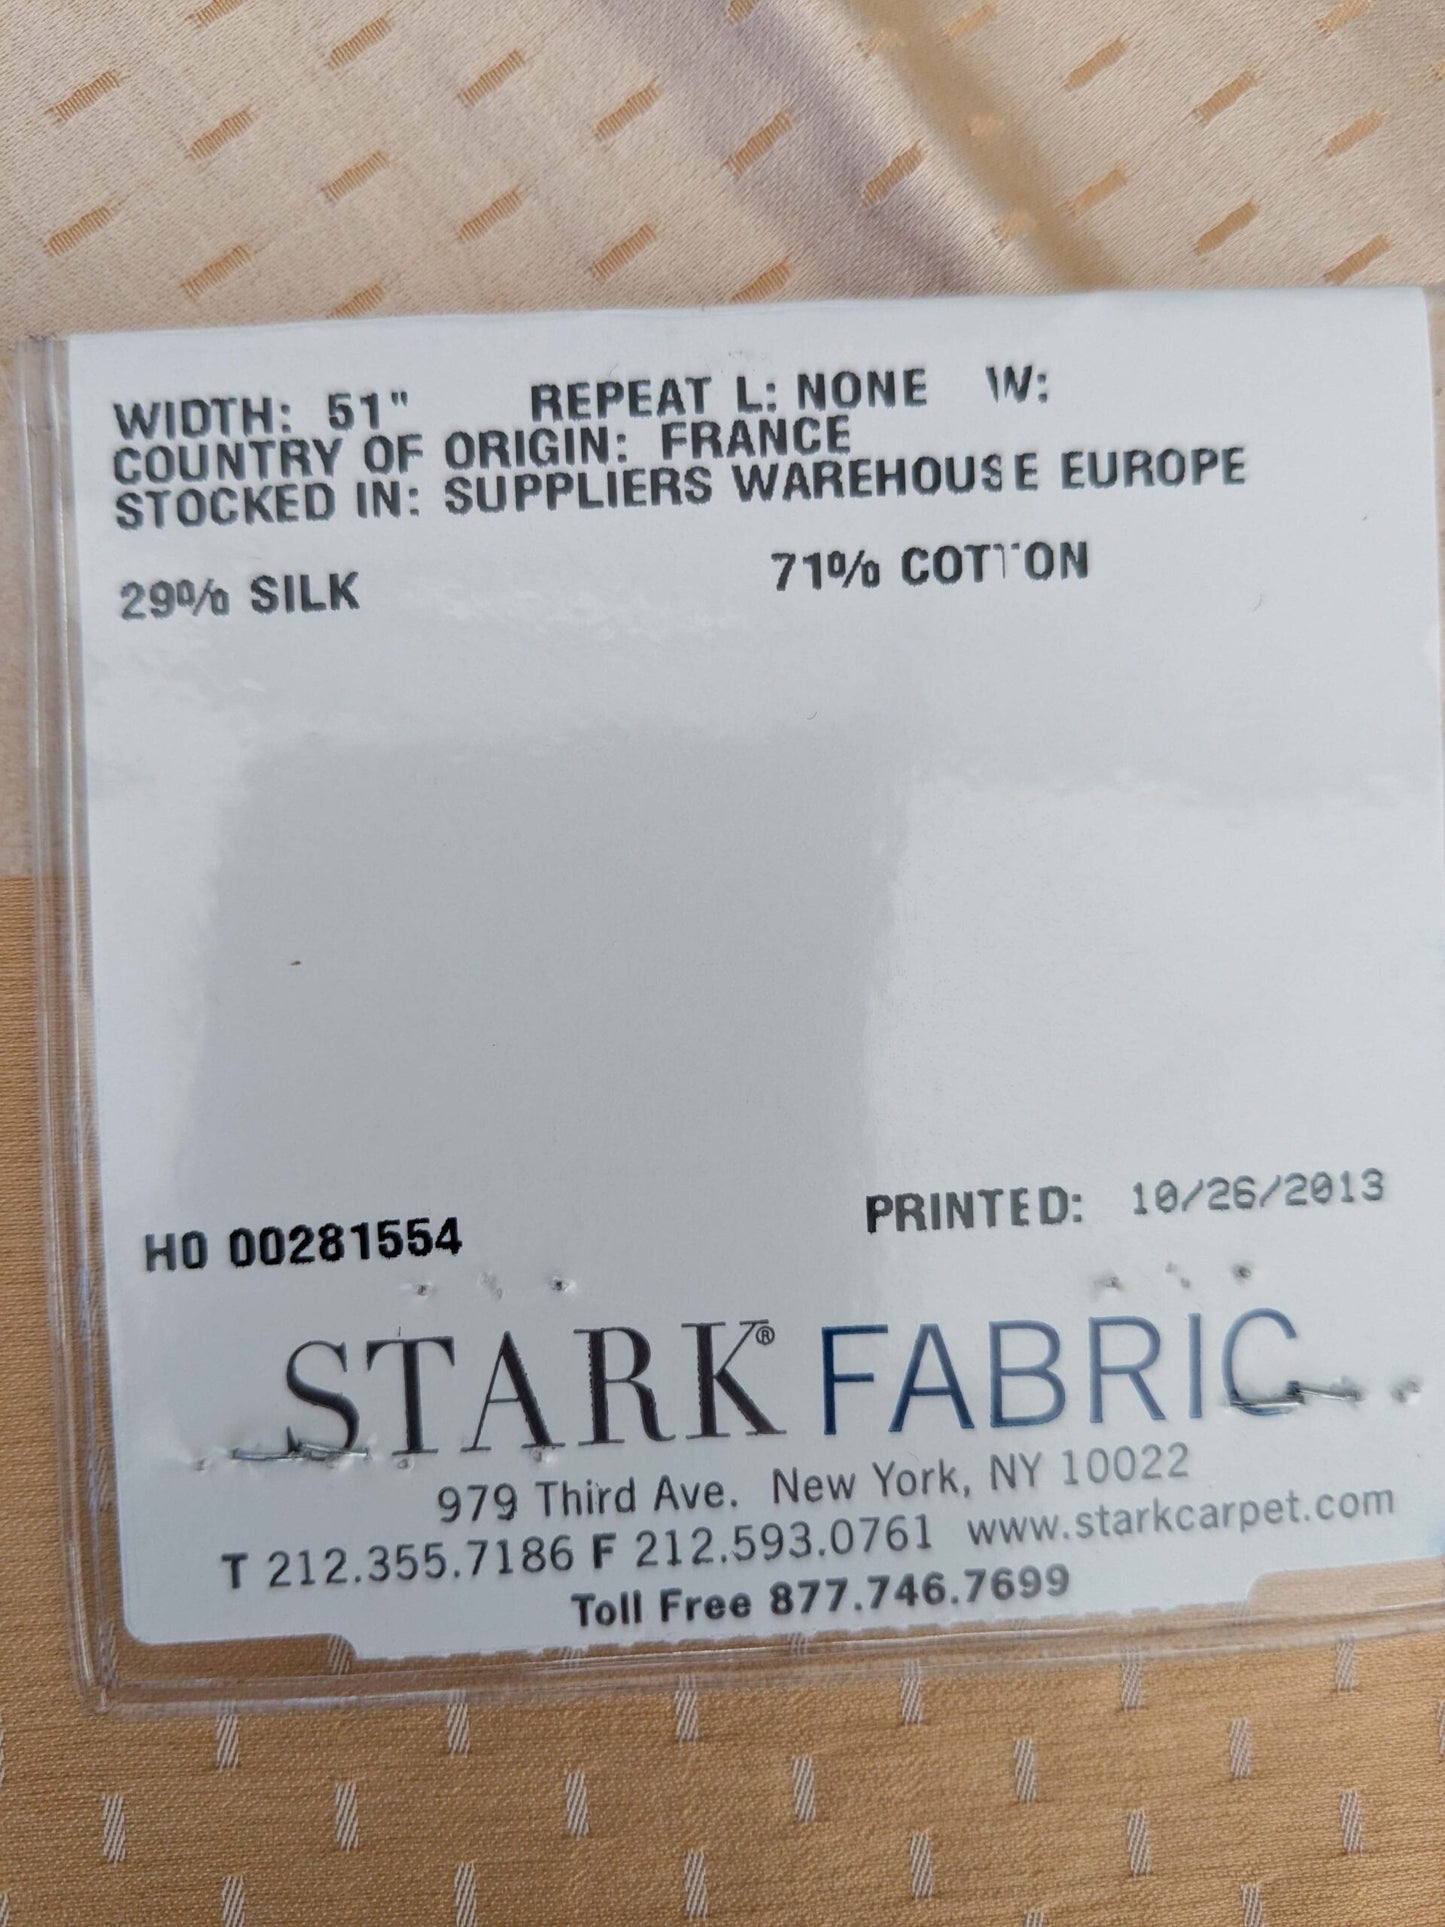 WIDTH: 51" REPEAT L: NONE W:
COUNTRY OF ORIGIN: FRANCE
STOCKED IN: SUPPLIERS WAREHOUSE EUROPE
29% SILK 71% COTTON
HO 00281554 PRINTED: 10/26/2013
STARK® FABRIC
979 Third Ave. New York, NY 10022
T 212.355.7186 F 212.593.0761 www.starkcarpet.com
Toll Free 877.746.7699